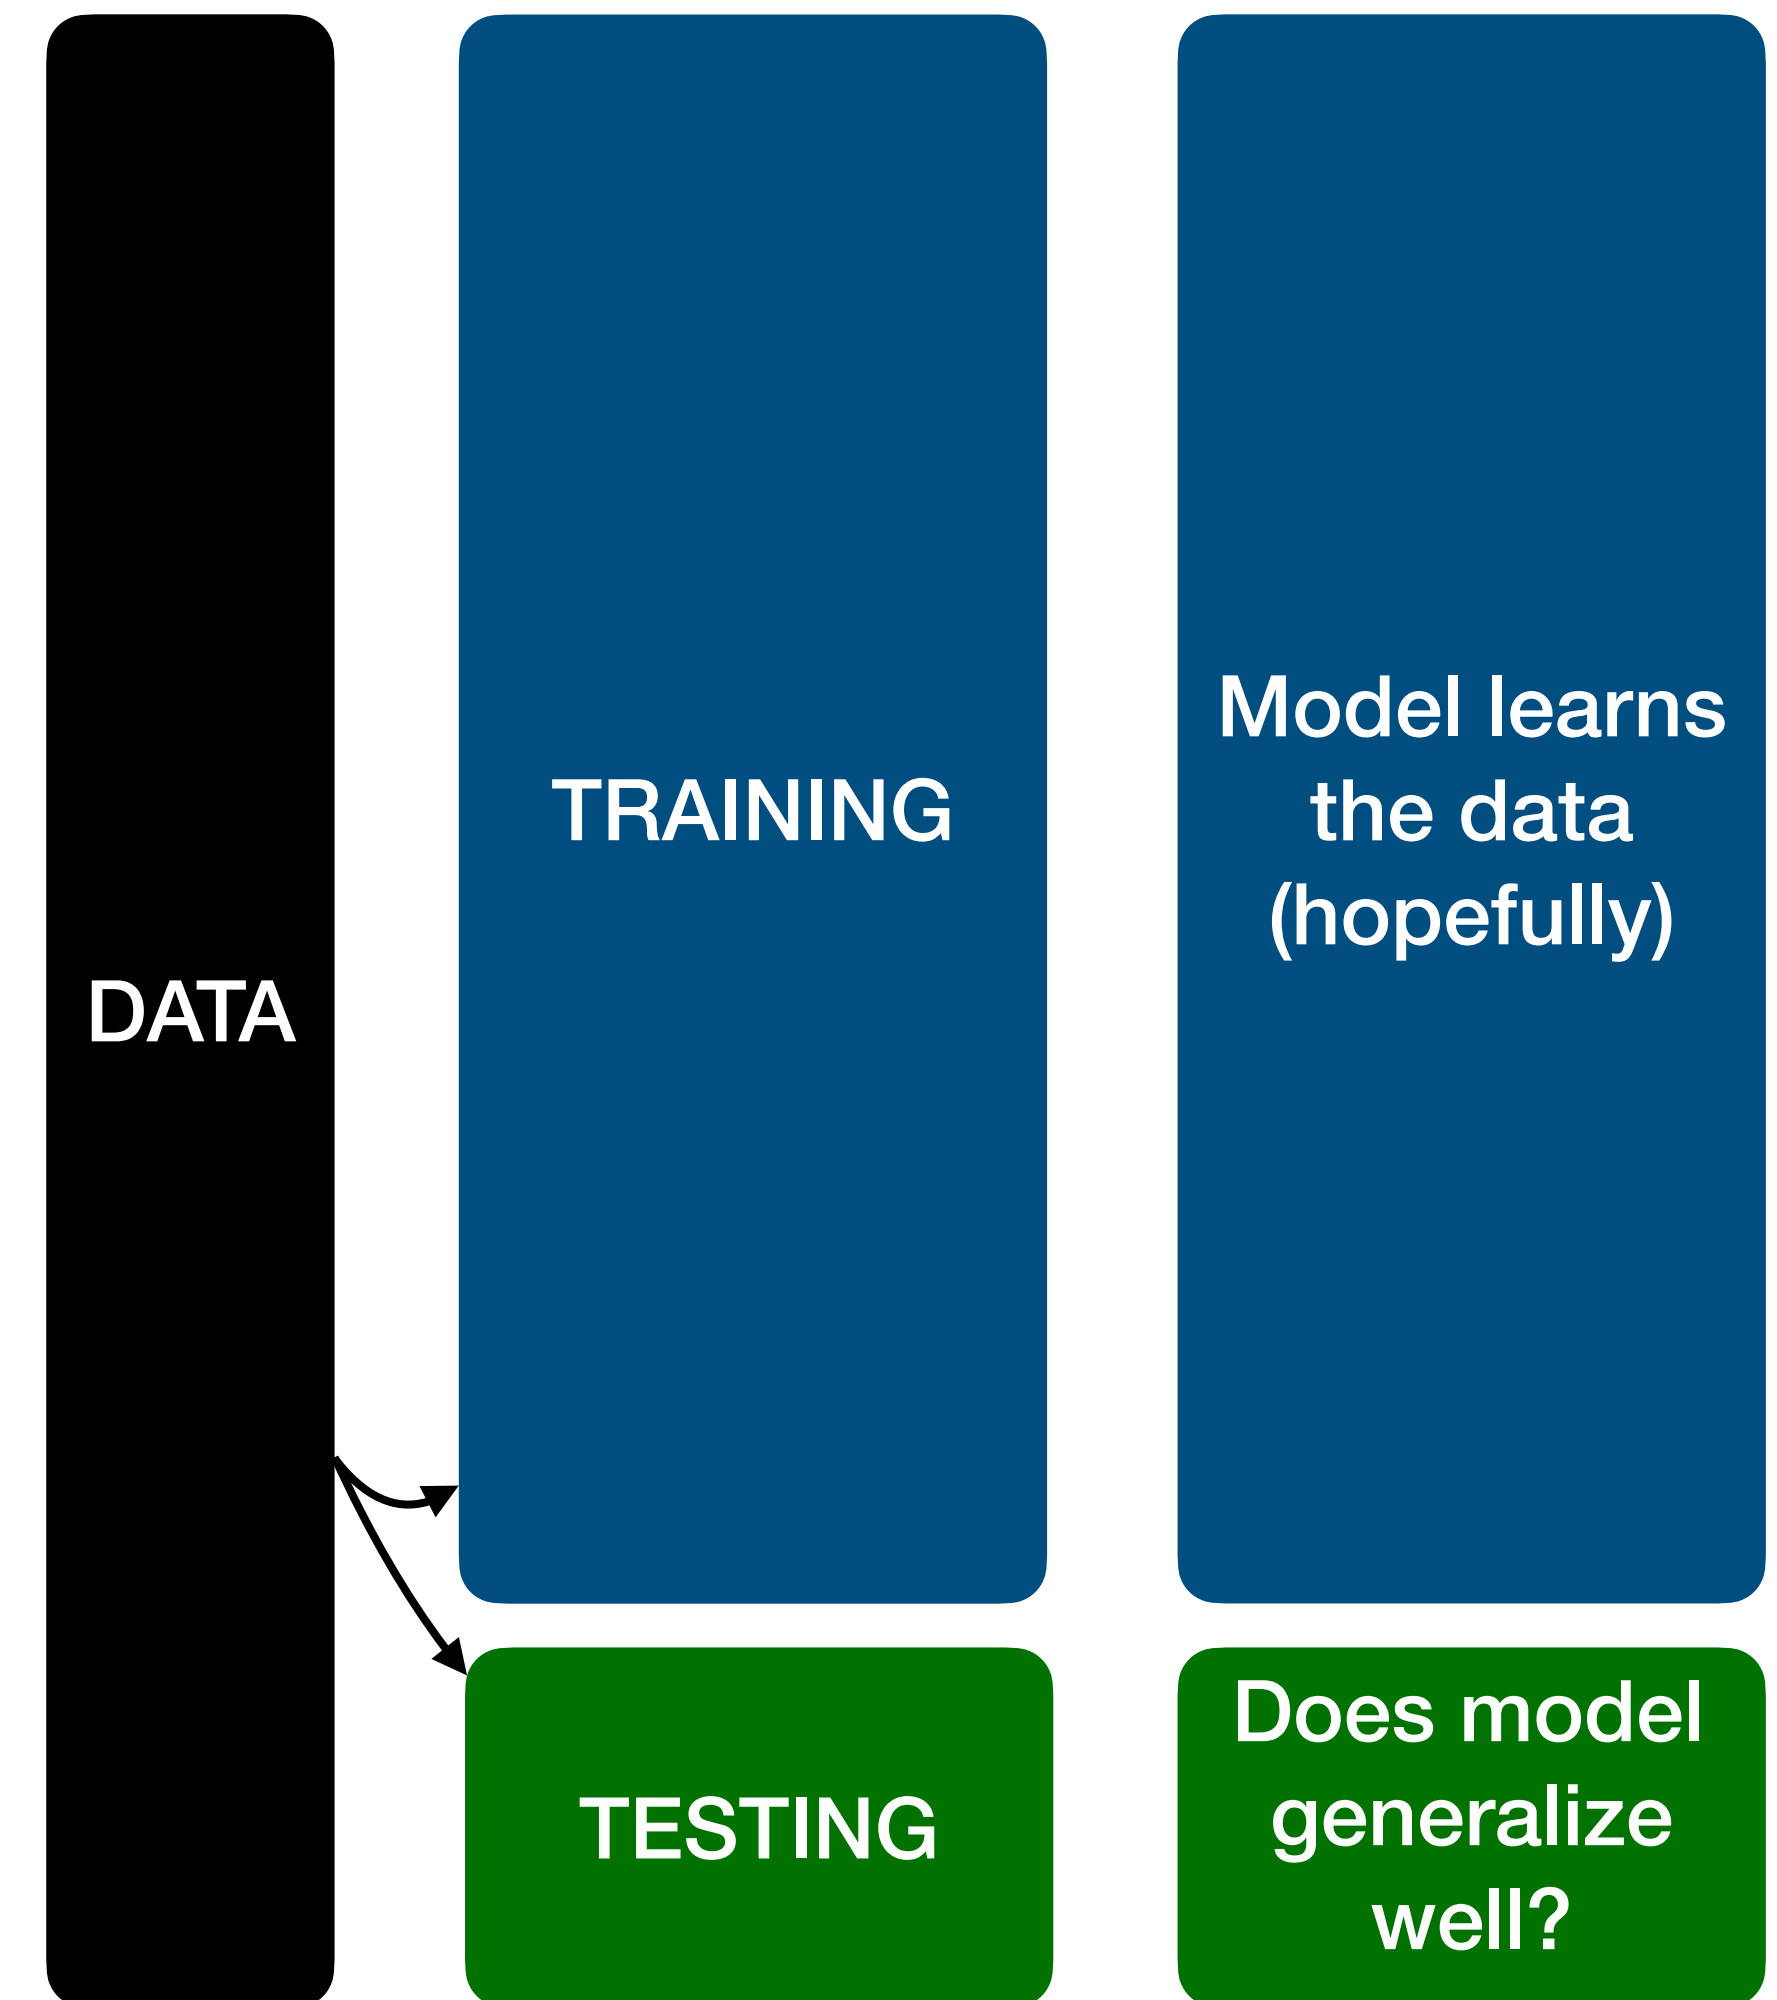 DATA
TRAINING
Model learns
the data
(hopefully)
TESTING
Does model
generalize
well?